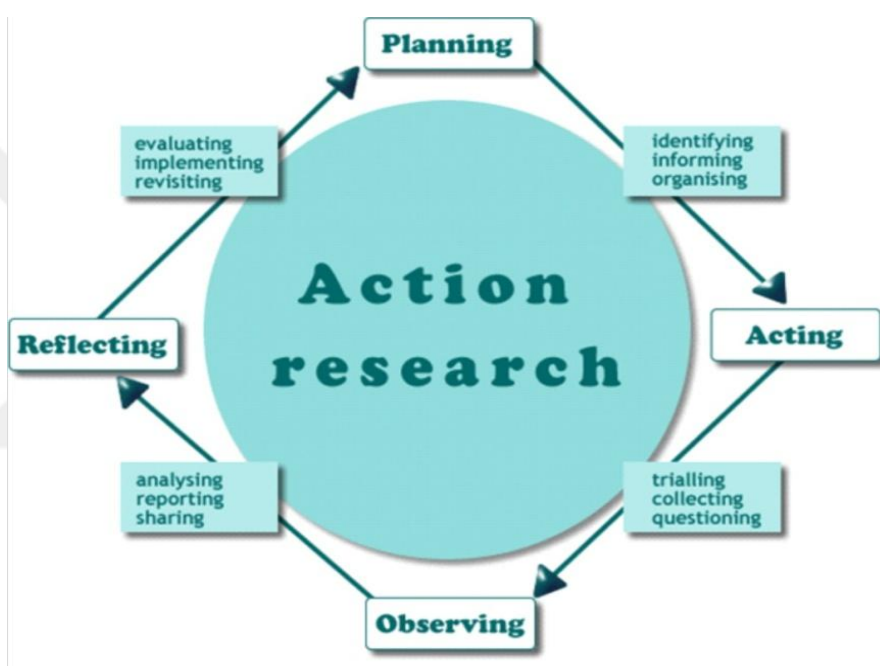 Planning
evaluating
implementing
revisiting
identifying
informing
organising
Action
research
Reflecting
Acting
analysing
reporting
sharing
trialling
collecting
questioning
Observing